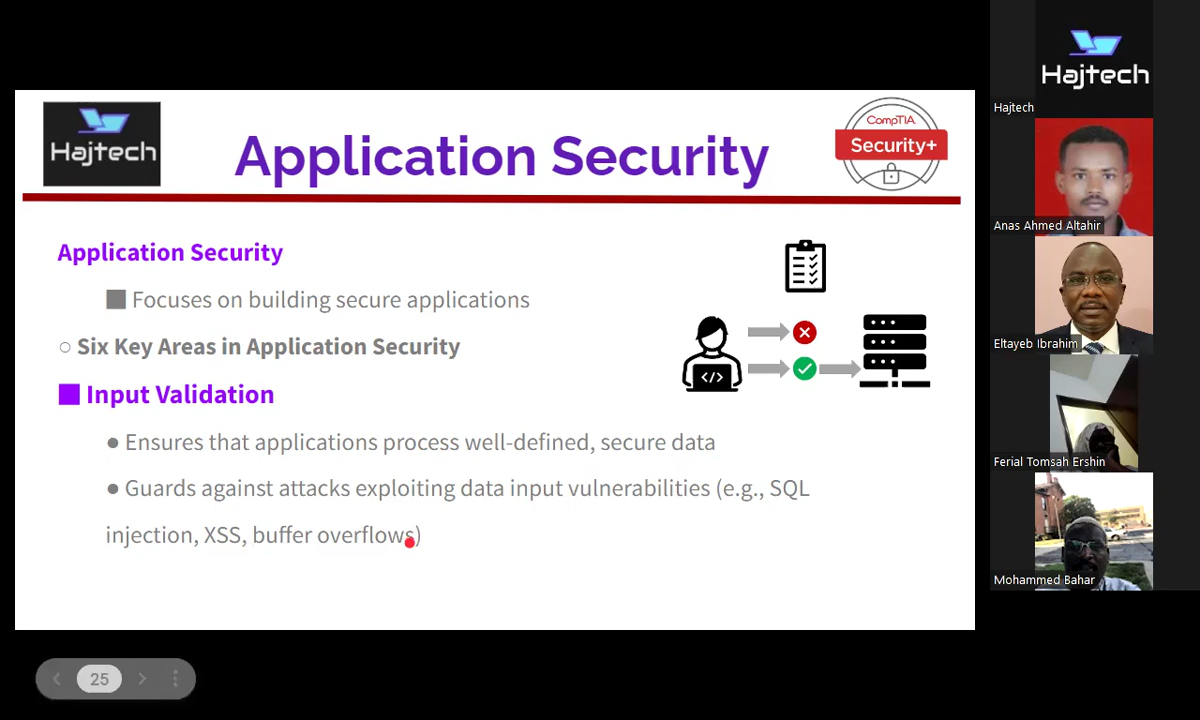 Hajtech
Application Security
CompTIA
Security+
Application Security
■ Focuses on building secure applications
○ Six Key Areas in Application Security
■ Input Validation
● Ensures that applications process well-defined, secure data
● Guards against attacks exploiting data input vulnerabilities (e.g., SQL
injection, XSS, buffer overflows)
</>
25
Hajtech
Hajtech
Anas Ahmed Altahir
Eltayeb Ibrahim
Ferial Tomsah Ershin
Mohammed Bahar